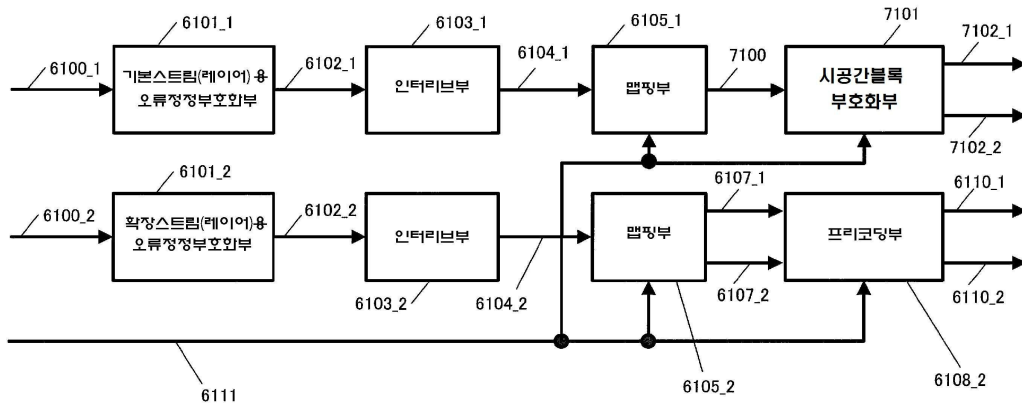 6101_1
6103_1
6105_1
7101
7102_1
6100_1
6102_1
6104_1
7100
기본스트림(레이어)용
오류정정부호화부
인터리브부
맵핑부
시공간블록
부호화부
7102_2
6101_2
6107_1
6110_1
6100_2
6102_2
확장스트림(레이어)용
오류정정부호화부
인터리브부
맵핑부
프리코딩부
6103_2
6104_2
6107_2
6110_2
6111
6105_2
6108_2